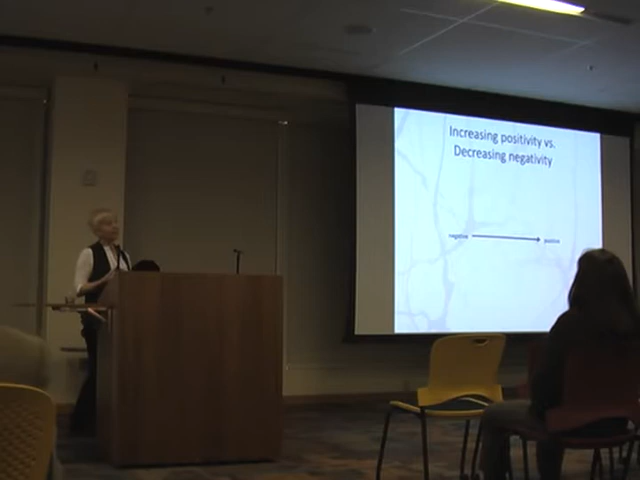 Increasing positivity vs.
Decreasing negativity
negative
positive